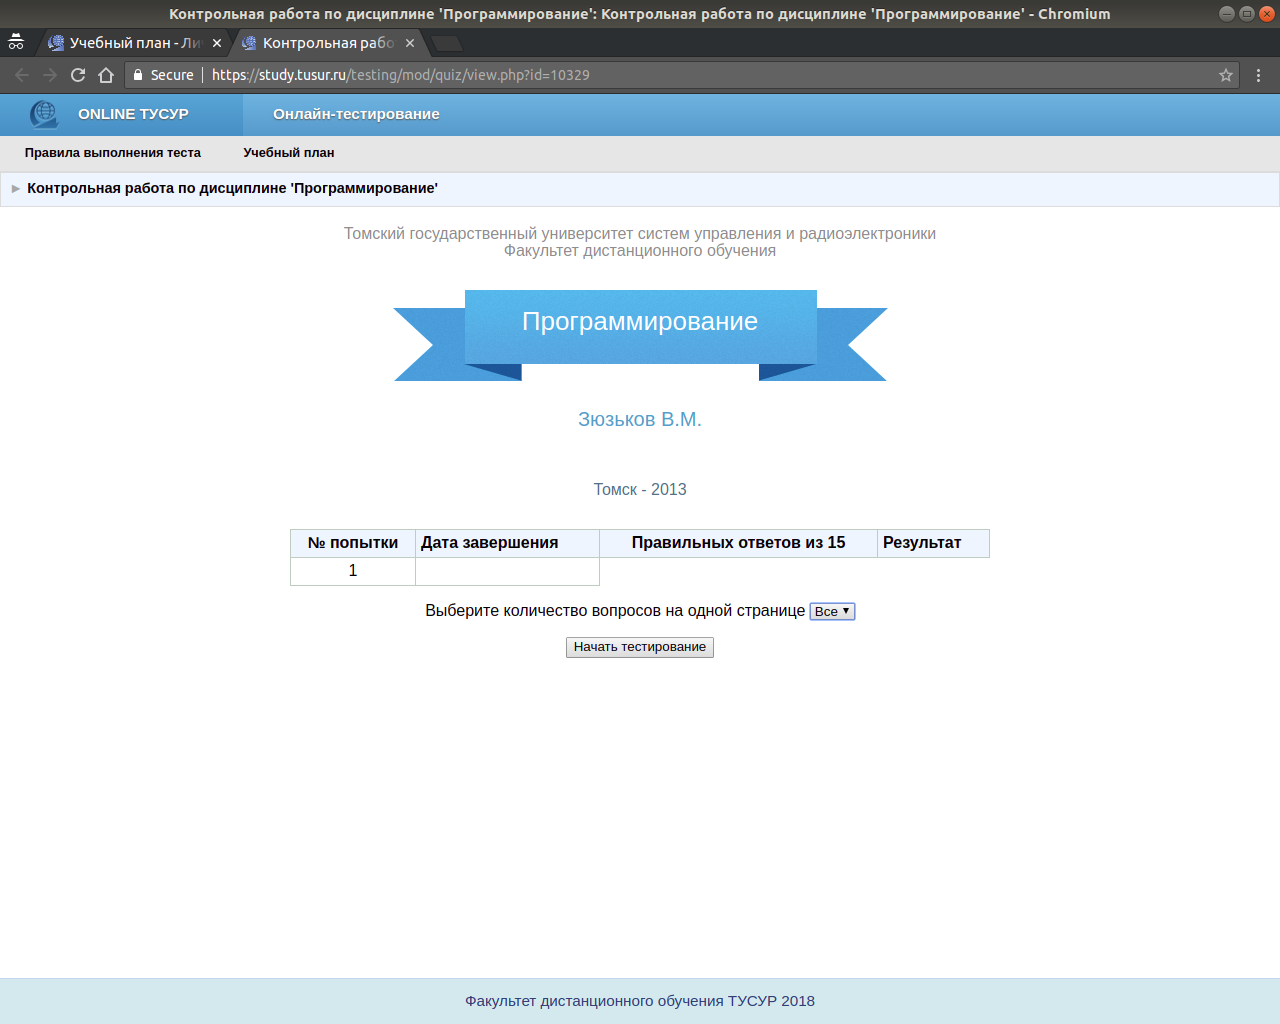 Контрольная работа по дисциплине 'Программирование': Контрольная работа по дисциплине 'Программирование' - Chromium
Учебный план - Ли
Контрольная рабо
Secure
https://study.tusur.ru/testing/mod/quiz/view.php?id=10329
ONLINE ТУСУР
Онлайн-тестирование
Правила выполнения теста
Учебный план
Контрольная работа по дисциплине 'Программирование'
Томский государственный университет систем управления и радиоэлектроники
Факультет дистанционного обучения
Программирование
Зюзьков В.М.
Томск - 2013
№ попытки Дата завершения Правильных ответов из 15 Результат
1
Выберите количество вопросов на одной странице Все
Начать тестирование
Факультет дистанционного обучения ТУСУР 2018